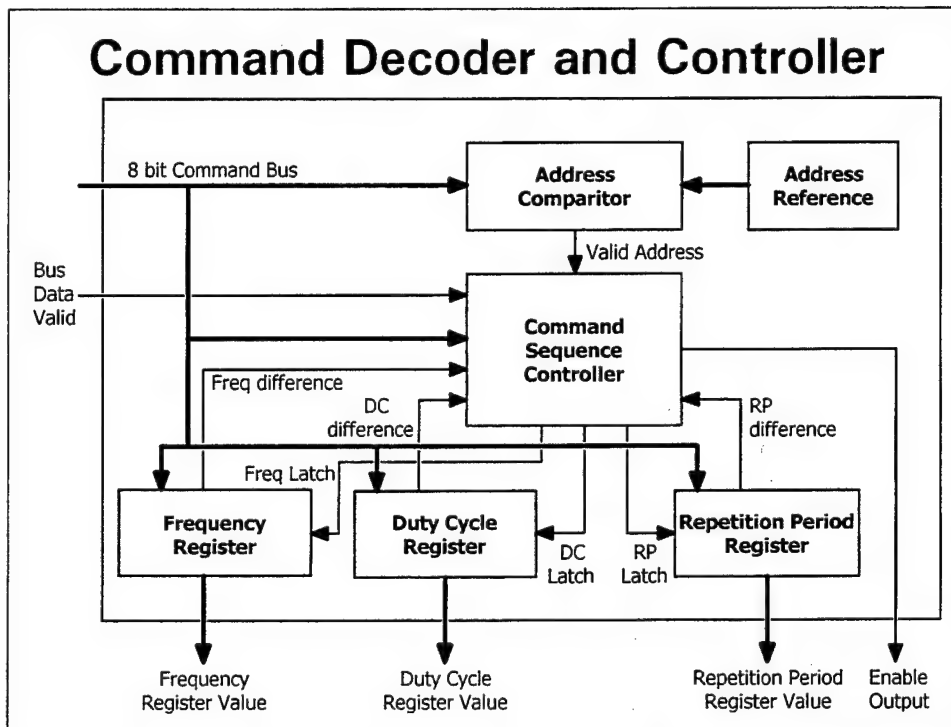 Command Decoder and Controller
8 bit Command Bus
Address
Comparitor
Address
Reference
Valid Address
Bus
Data
Valid
Command
Sequence
Controller
Freq difference
DC
difference
RP
difference
Freq Latch
Frequency
Register
Duty Cycle
Register
Repetition Period
Register
DC
Latch
RP
Latch
Frequency
Register Value
Duty Cycle
Register Value
Repetition Period
Register Value
Enable
Output